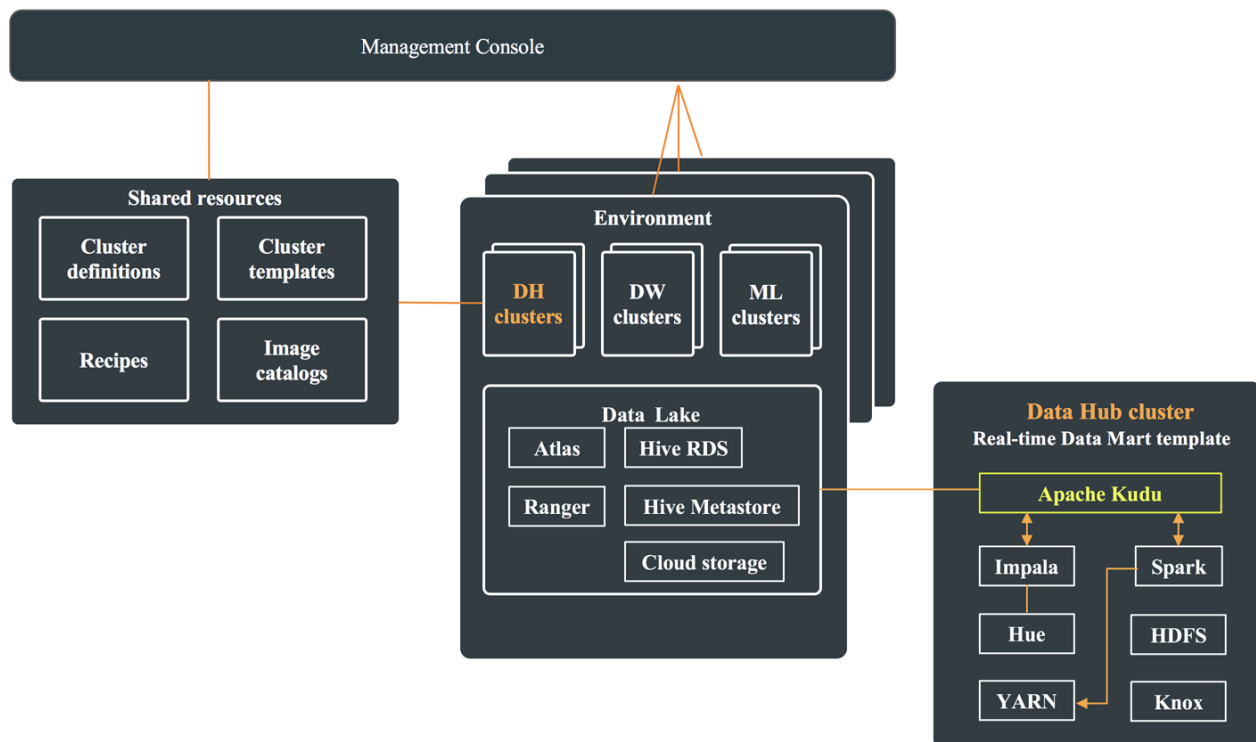 Management Console
Shared resources
Cluster
definitions
Cluster
templates
Recipes
Image
catalogs
Environment
DH
clusters
DW
clusters
ML
clusters
Data Lake
Atlas
Hive RDS
Ranger
Hive Metastore
Cloud storage
Data Hub cluster
Real-time Data Mart template
Apache Kudu
Impala
Spark
Hue
HDFS
YARN
Knox